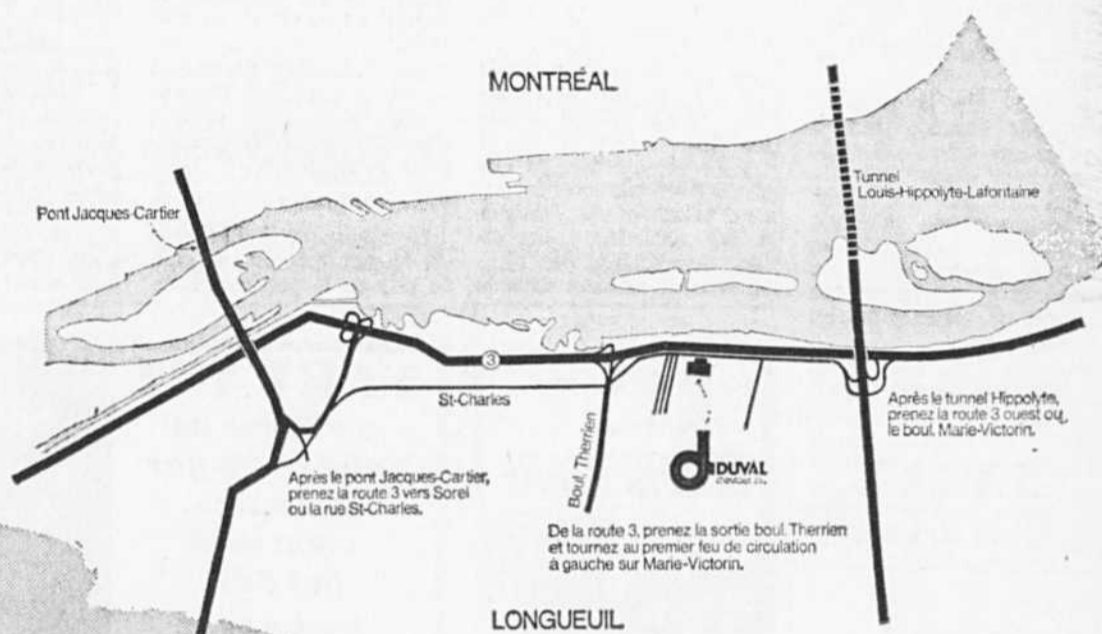 MONTRÉAL
Pont Jacques-Cartier
Tunnel
Louis-Hippolyte-Lafontaine
3
St-Charles
Après le tunnel Hippolyte,
prenez la route 3 ouest ou
le boul. Marie-Victorin.
Après le pont Jacques-Cartier,
prenez la route 3 vers Sorel
ou la rue St-Charles.
Boul. Therrien
DUVAL
De la route 3, prenez la sortie boul. Therrien
et tournez au premier feu de circulation
à gauche sur Marie-Victorin.
LONGUEUIL